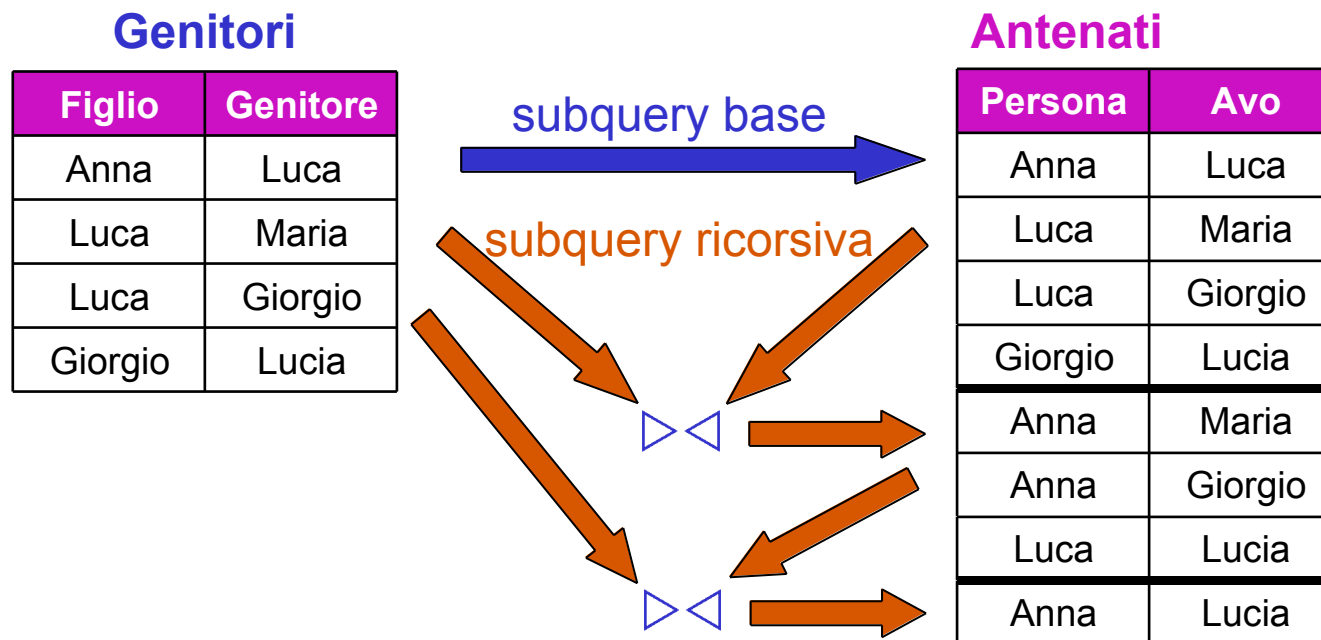 Genitori
Figlio Genitore
Anna Luca
Luca Maria
Luca Giorgio
Giorgio Lucia
subquery base
subquery ricorsiva
Antenati
Persona Avo
Anna Luca
Luca Maria
Luca Giorgio
Giorgio Lucia
Anna Maria
Anna Giorgio
Luca Lucia
Anna Lucia